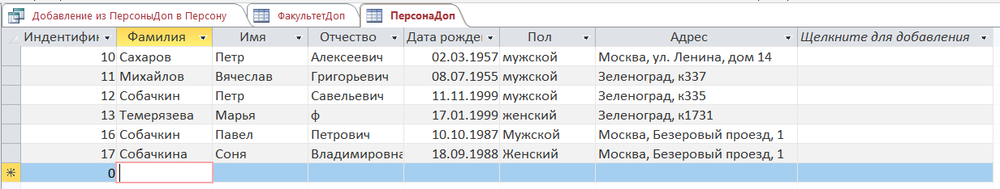 Добавление из ПерсоныДоп в Персону ФакультетДоп ПерсонаДоп
Индентифик Фамилия Имя Отчество Дата рожден Пол Адрес Щелкните для добавления
10 Сахаров Петр Алексеевич 02.03.1957 мужской Москва, ул. Ленина, дом 14
11 Михайлов Вячеслав Григорьевич 08.07.1955 мужской Зеленоград, к337
12 Собачкин Петр Савельевич 11.11.1999 мужской Зеленоград, к335
13 Темерязева Марья ф 17.01.1999 женский Зеленоград, к1731
16 Собачкин Павел Петрович 10.10.1987 Мужской Москва, Безеровый проезд, 1
17 Собачкина Соня Владимировна 18.09.1988 Женский Москва, Безеровый проезд, 1
0